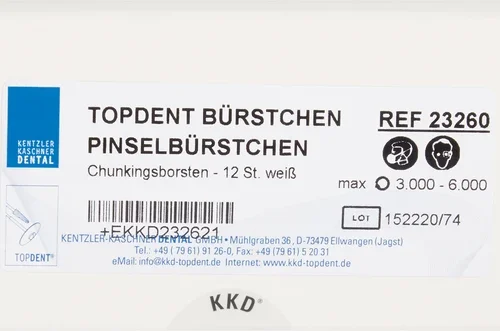 KENTZLER
KASCHNER
DENTAL
TOPDENT BÜRSTCHEN
PINSELBÜRSTCHEN
Chunkingsborsten - 12 St. weiß
REF 23260
max 3.000 - 6.000
LOT 152220/74
+EKKD232621
TOPDENT®
KENTZLER-KASCHNER DENTAL GMBH • Mühlgraben 36, D-73479 Ellwangen (Jagst)
Tel.: +49 (79 61) 91 26-0, Fax: +49 (79 61) 5 20 31
eMail: info@kkd-topdent.de Internet: www.kkd-topdent.de
KKD®